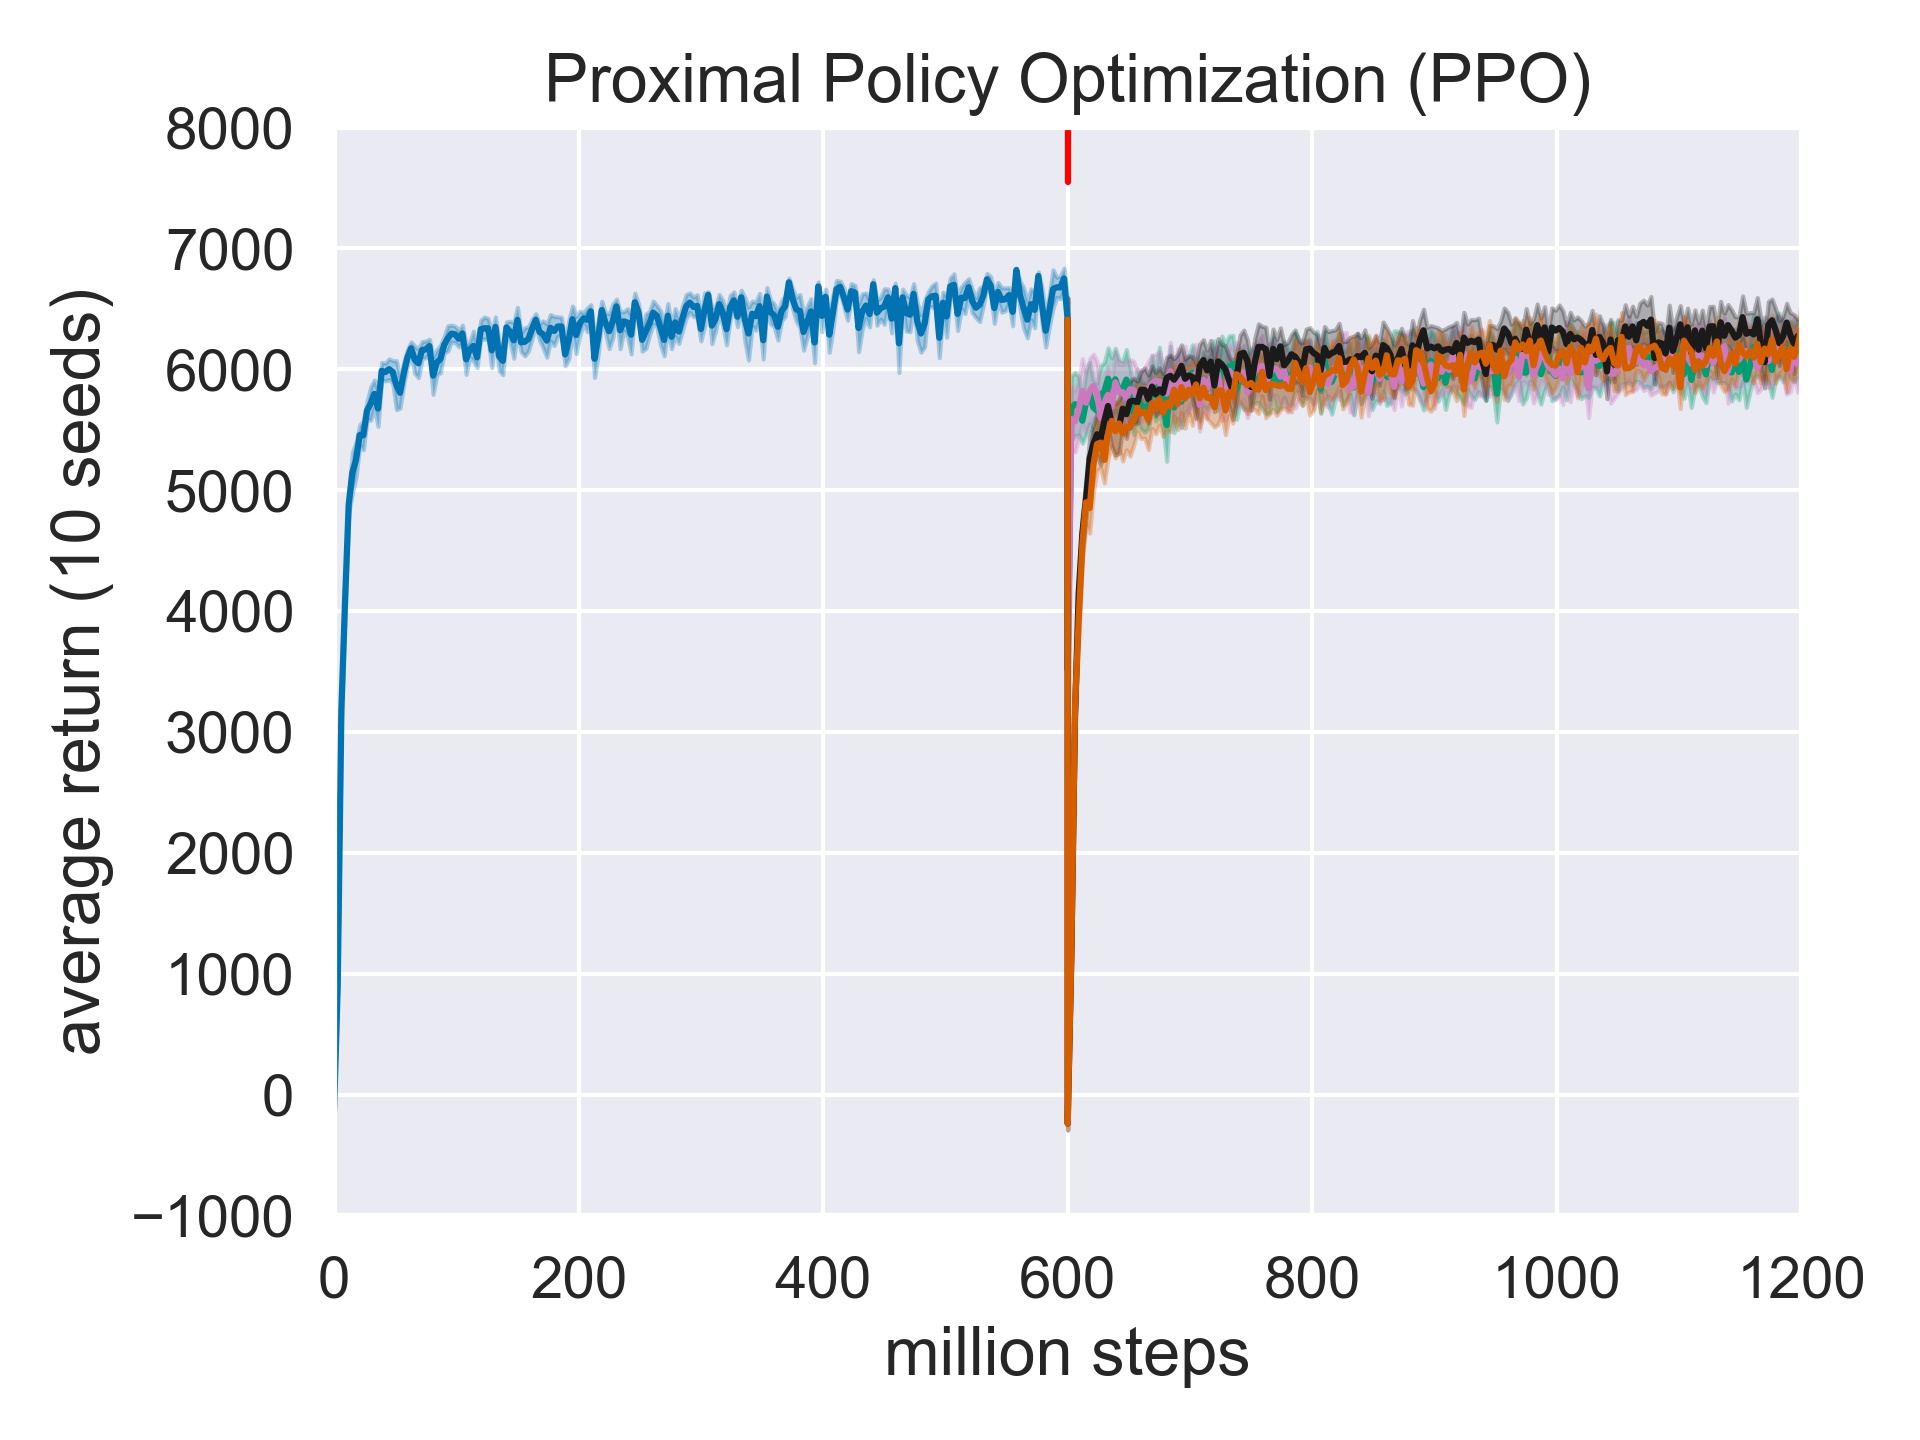 Proximal Policy Optimization (PPO)
average return (10 seeds)
8000
7000
6000
5000
4000
3000
2000
1000
0
−1000
0 200 400 600 800 1000 1200
million steps